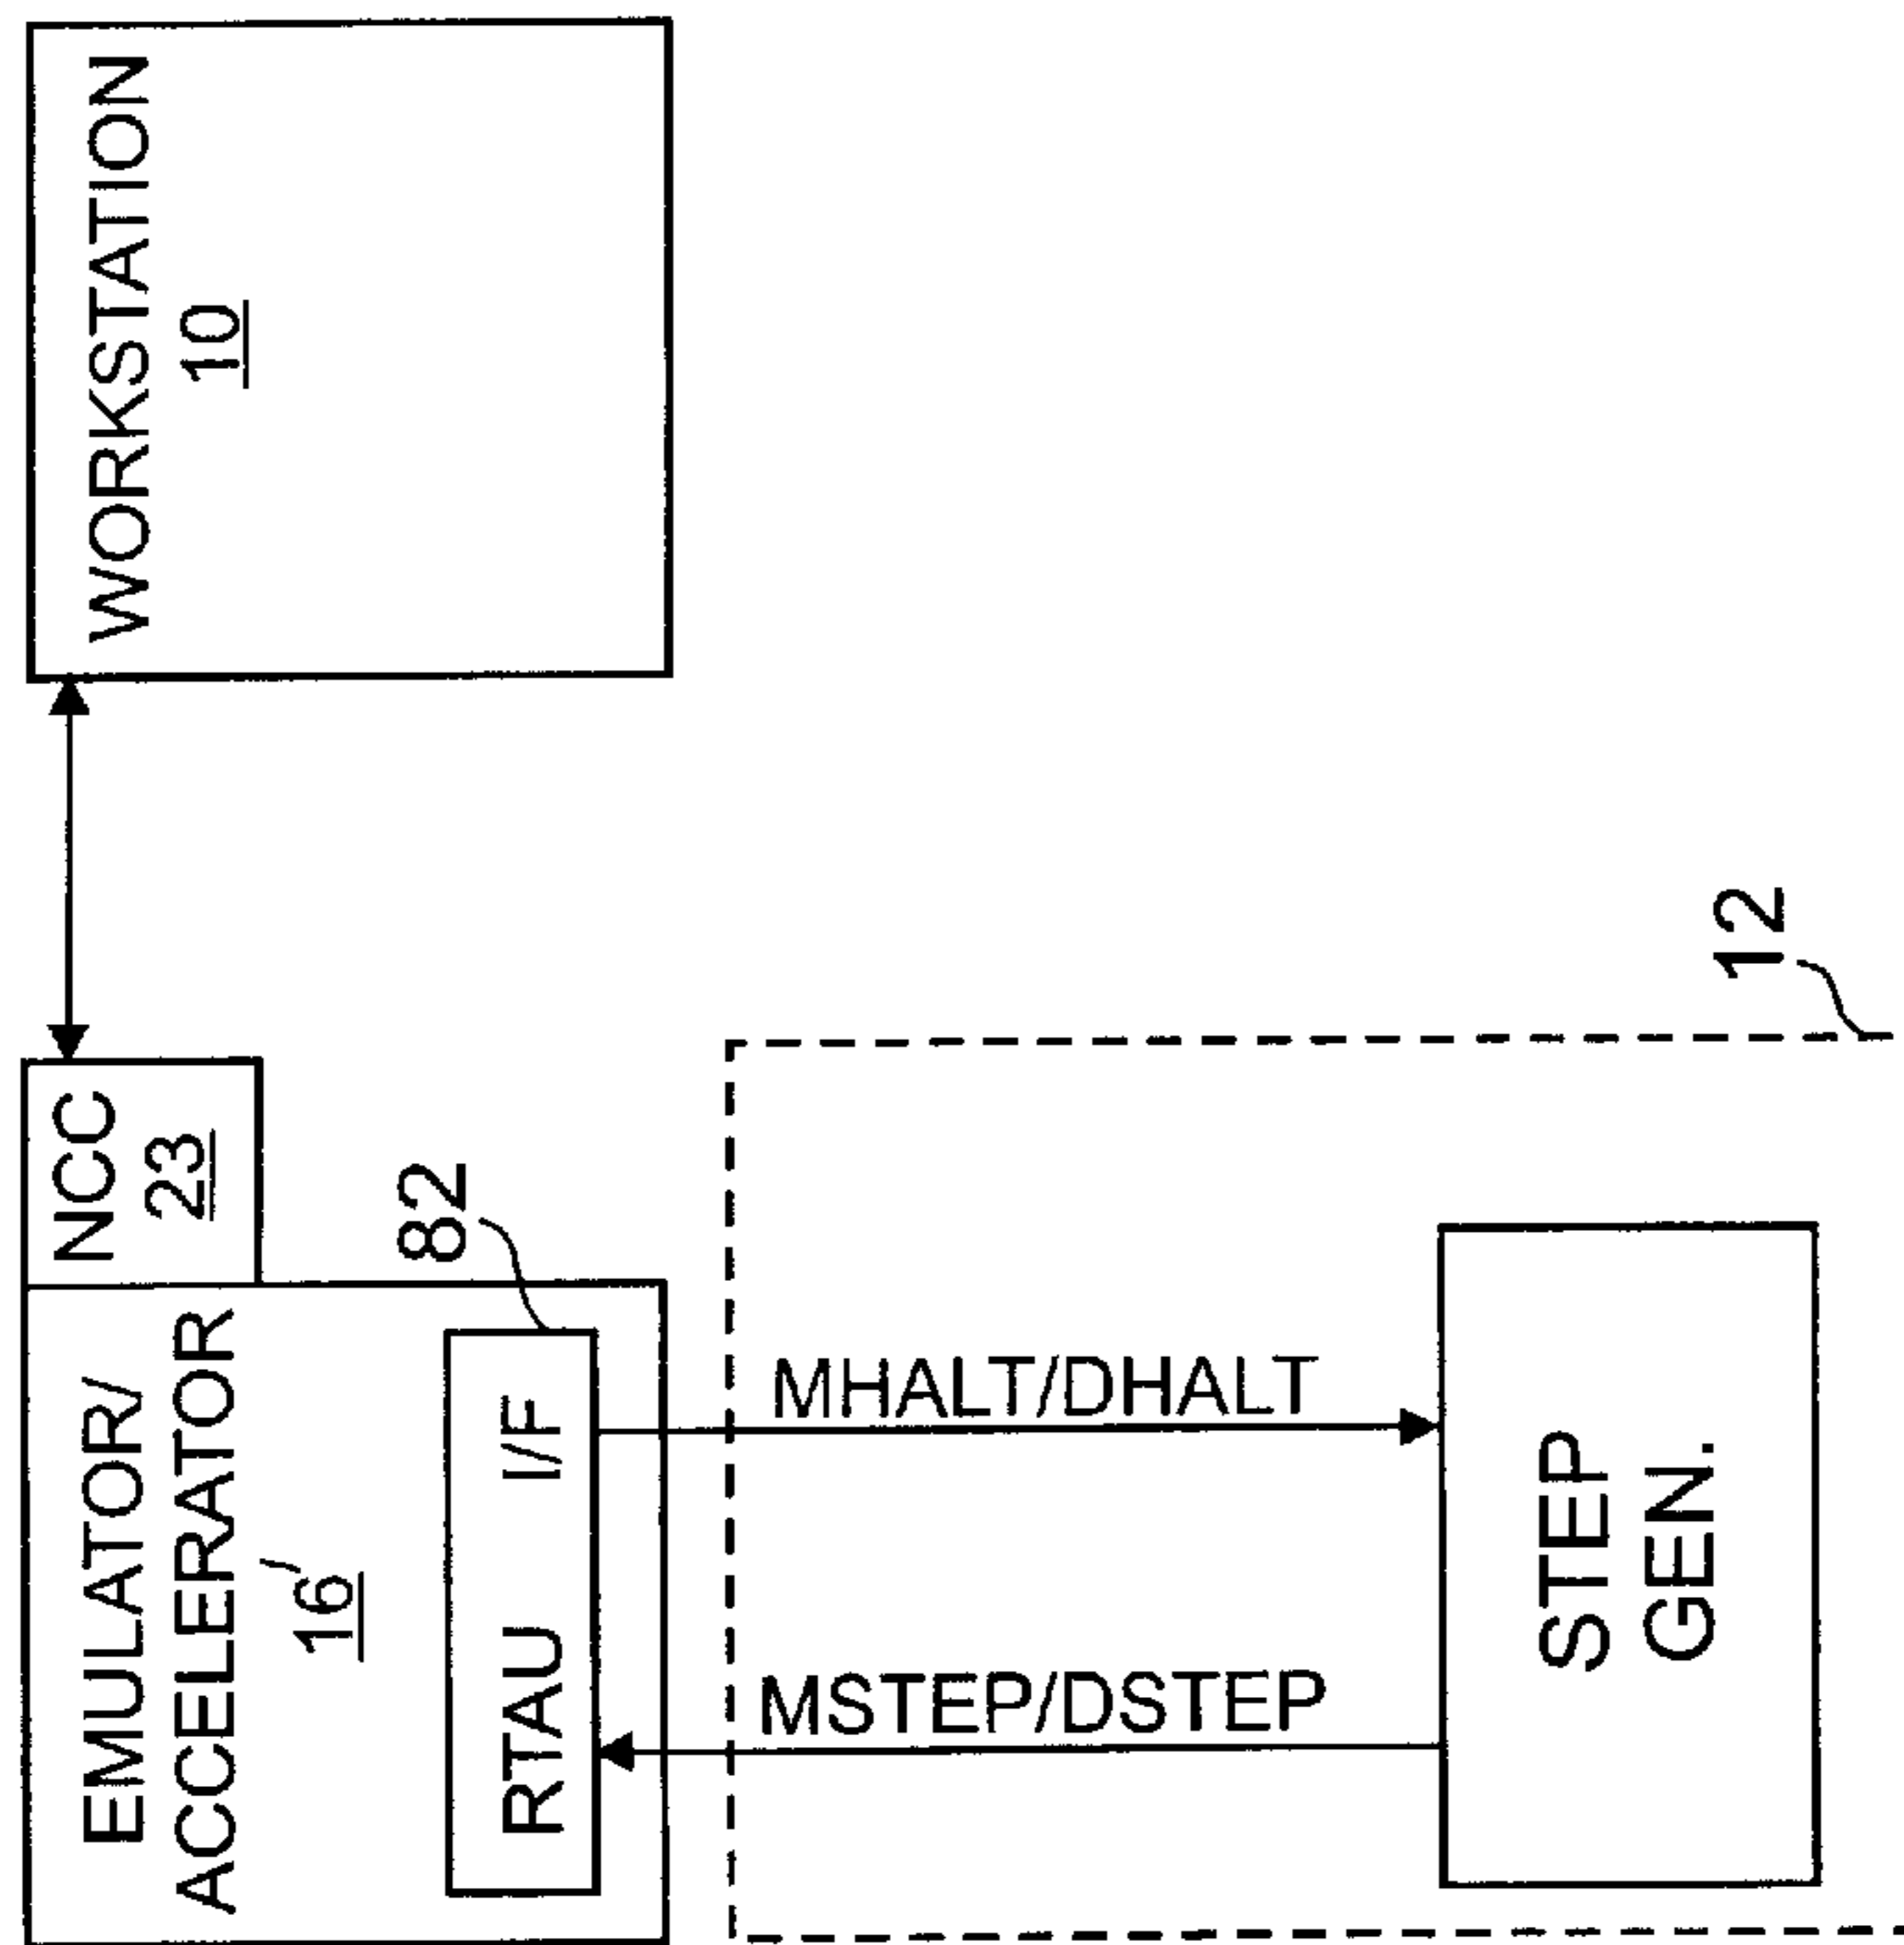 EMULATOR/
ACCELERATOR
16
NCC
23
WORKSTATION
10
82
RTAU I/F
MHALT/DHALT
MSTEP/DSTEP
12
STEP
GEN.